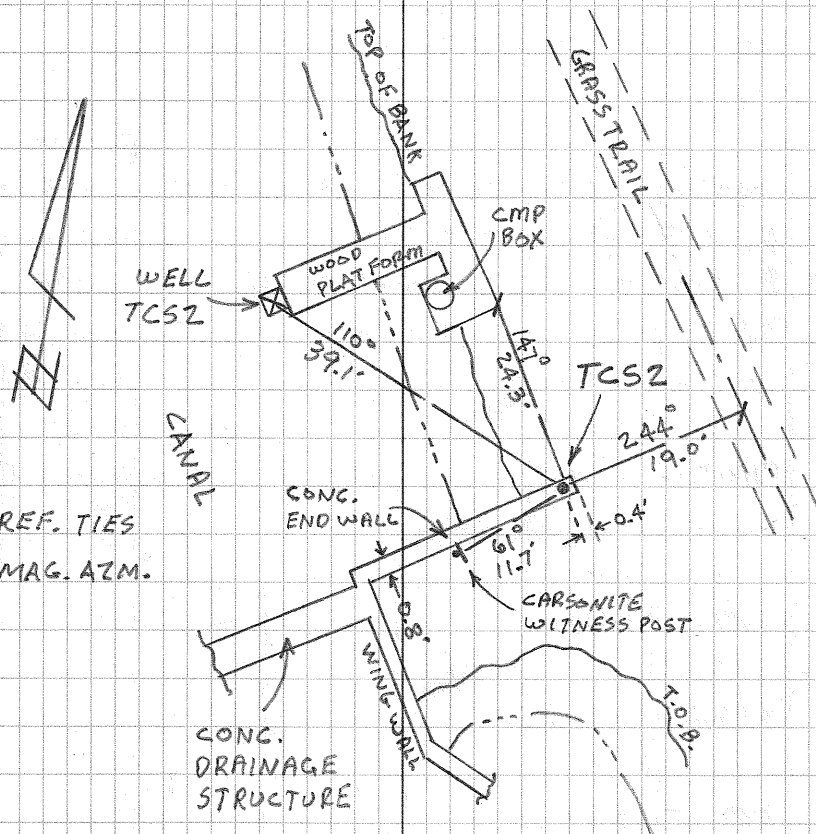 TOP OF BANK
GRASS TRAIL
CMP
BOX
WOOD
PLATFORM
WELL
TCS2
110°
39.1'
147°
24.3'
TCS2
244°
19.0'
CANAL
CONC.
END WALL
0.4'
REF. TIES
MAG. AZM.
61°
11.7'
CARSONITE
WITNESS POST
0.8'
WING WALL
T.O.B.
CONC.
DRAINAGE
STRUCTURE